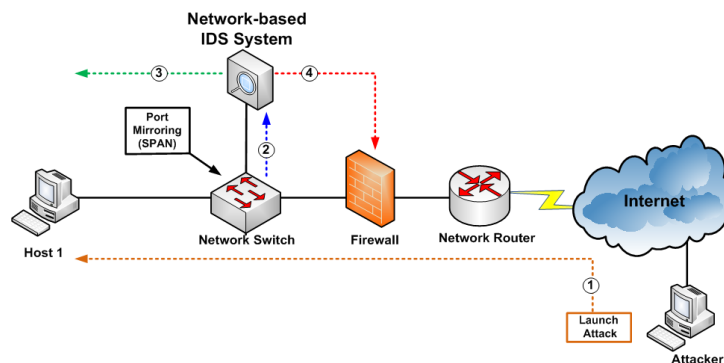 Network-based
IDS System
3
4
Port
Mirroring
(SPAN)
2
Internet
Host 1
Network Switch
Firewall
Network Router
1
Launch
Attack
Attacker